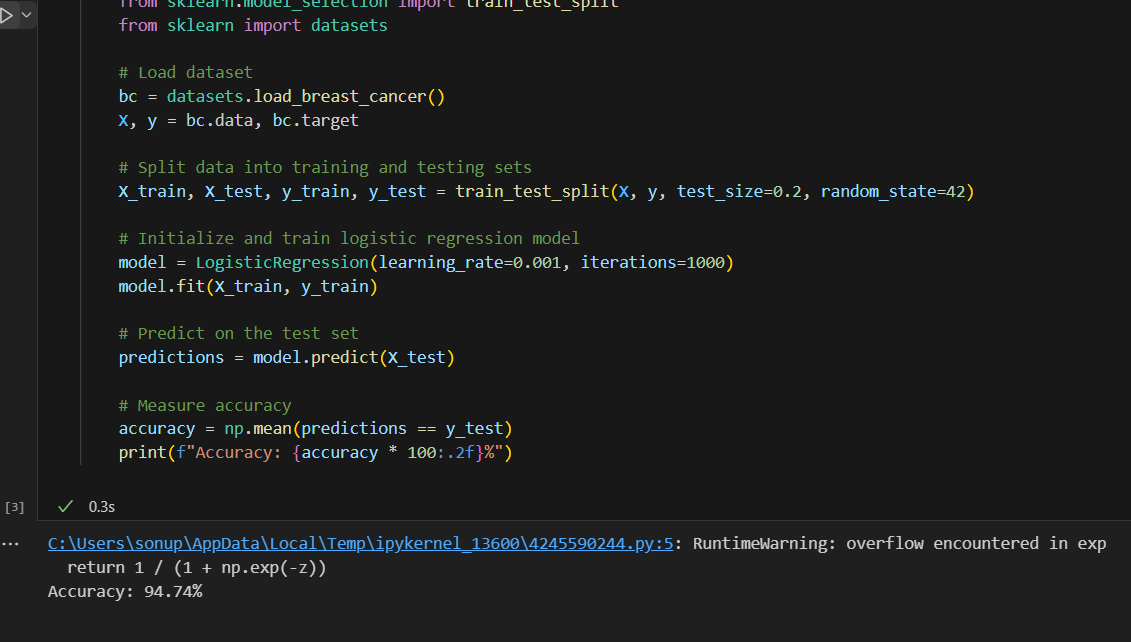 from sklearn.model_selection import train_test_split
from sklearn import datasets
# Load dataset
bc = datasets.load_breast_cancer()
X, y = bc.data, bc.target
# Split data into training and testing sets
X_train, X_test, y_train, y_test = train_test_split(X, y, test_size=0.2, random_state=42)
# Initialize and train logistic regression model
model = LogisticRegression(learning_rate=0.001, iterations=1000)
model.fit(X_train, y_train)
# Predict on the test set
predictions = model.predict(X_test)
# Measure accuracy
accuracy = np.mean(predictions == y_test)
print(f"Accuracy: {accuracy * 100:.2f}%")
[3] 0.3s
C:\Users\sonup\AppData\Local\Temp\ipykernel_13600\4245590244.py:5: RuntimeWarning: overflow encountered in exp
return 1 / (1 + np.exp(-z))
Accuracy: 94.74%